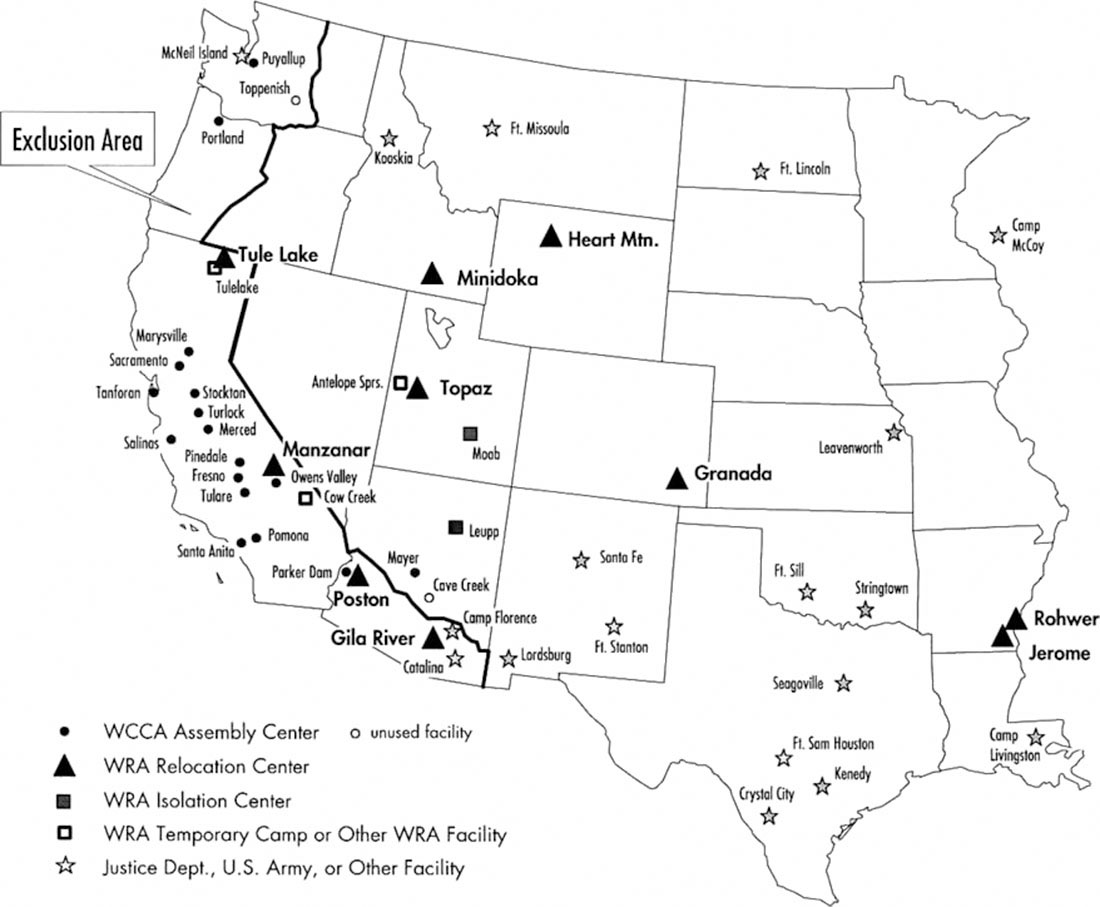 McNeil Island
Puyallup
Toppenish
Portland
Exclusion Area
Kooskia
Ft. Missoula
Ft. Lincoln
Camp
McCoy
Heart Mtn.
Tule Lake
Tulelake
Minidoka
Marysville
Sacramento
Tanforan
Stockton
Turlock
Merced
Salinas
Pinedale
Fresno
Tulare
Manzanar
Owens Valley
Cow Creek
Antelope Sprs.
Topaz
Moab
Leavenworth
Granada
Pomona
Santa Anita
Leupp
Parker Dam
Mayer
Cave Creek
Poston
Camp Florence
Gila River
Catalina
Santa Fe
Ft. Stanton
Lordsburg
Ft. Sill
Stringtown
Rohwer
Jerome
Seagoville
Ft. Sam Houston
Kenedy
Crystal City
Camp
Livingston
WCCA Assembly Center
unused facility
WRA Relocation Center
WRA Isolation Center
WRA Temporary Camp or Other WRA Facility
Justice Dept., U.S. Army, or Other Facility